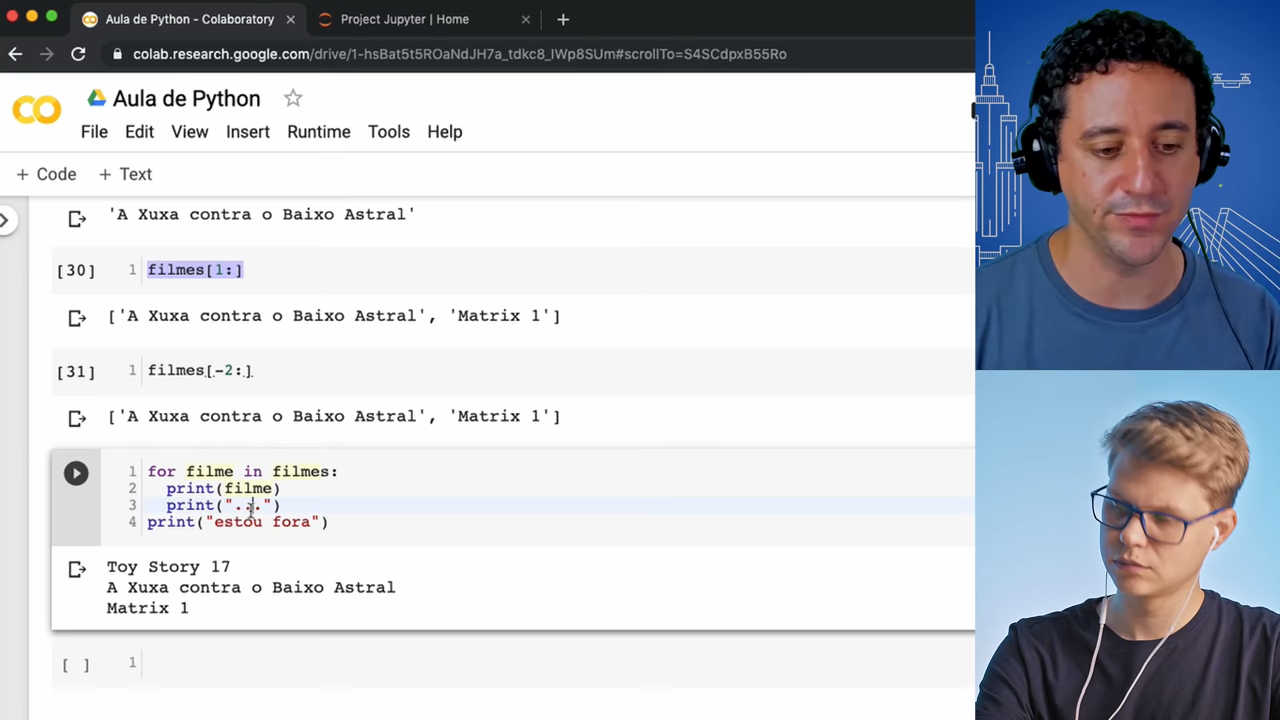 Aula de Python - Colaboratory
Project Jupyter | Home
colab.research.google.com/drive/1-hsBat5t5ROaNdJH7a_tdkc8_lWp8SUm#scrollTo=S4SCdpxB55Ro
Aula de Python
File Edit View Insert Runtime Tools Help
+ Code + Text
'A Xuxa contra o Baixo Astral'
[30] 1 filmes[1:]
['A Xuxa contra o Baixo Astral', 'Matrix 1']
[31] 1 filmes[-2:]
['A Xuxa contra o Baixo Astral', 'Matrix 1']
1 for filme in filmes:
2 print(filme)
3 print("...")
4 print("estou fora")
Toy Story 17
A Xuxa contra o Baixo Astral
Matrix 1
[ ] 1